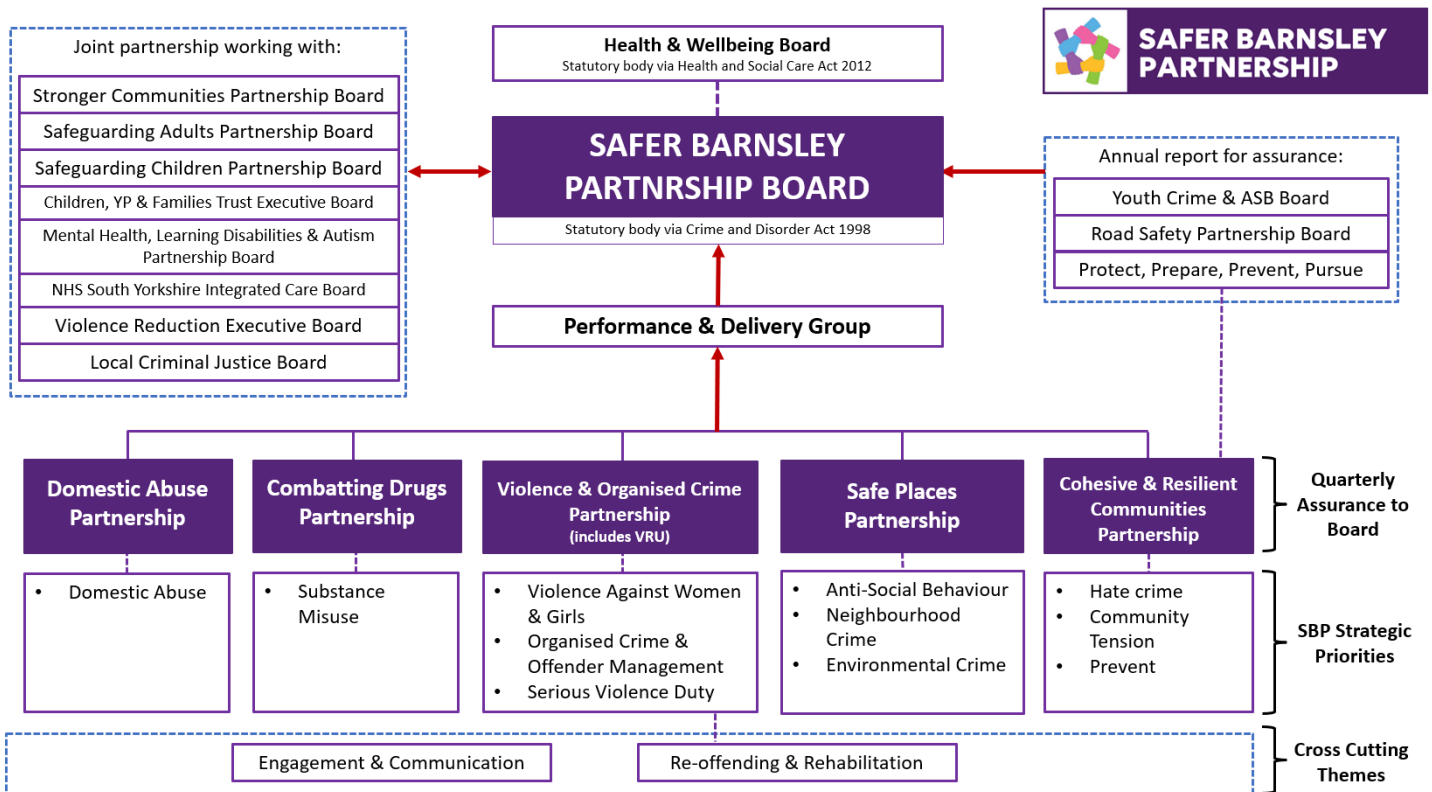 Joint partnership working with:
Stronger Communities Partnership Board
Safeguarding Adults Partnership Board
Safeguarding Children Partnership Board
Children, YP & Families Trust Executive Board
Mental Health, Learning Disabilities & Autism
Partnership Board
NHS South Yorkshire Integrated Care Board
Violence Reduction Executive Board
Local Criminal Justice Board
Health & Wellbeing Board
Statutory body via Health and Social Care Act 2012
SAFER BARNSLEY
PARTNRSHIP BOARD
Statutory body via Crime and Disorder Act 1998
Performance & Delivery Group
SAFER BARNSLEY
PARTNERSHIP
Annual report for assurance:
Youth Crime & ASB Board
Road Safety Partnership Board
Protect, Prepare, Prevent, Pursue
Domestic Abuse
Partnership
Combatting Drugs
Partnership
Violence & Organised Crime
Partnership
(includes VRU)
Safe Places
Partnership
Cohesive & Resilient
Communities
Partnership
Quarterly
Assurance to
Board
• Domestic Abuse
• Substance
Misuse
• Violence Against Women
& Girls
• Organised Crime &
Offender Management
• Serious Violence Duty
• Anti-Social Behaviour
• Neighbourhood
Crime
• Environmental Crime
• Hate crime
• Community
Tension
• Prevent
SBP Strategic
Priorities
Engagement & Communication
Re-offending & Rehabilitation
Cross Cutting
Themes